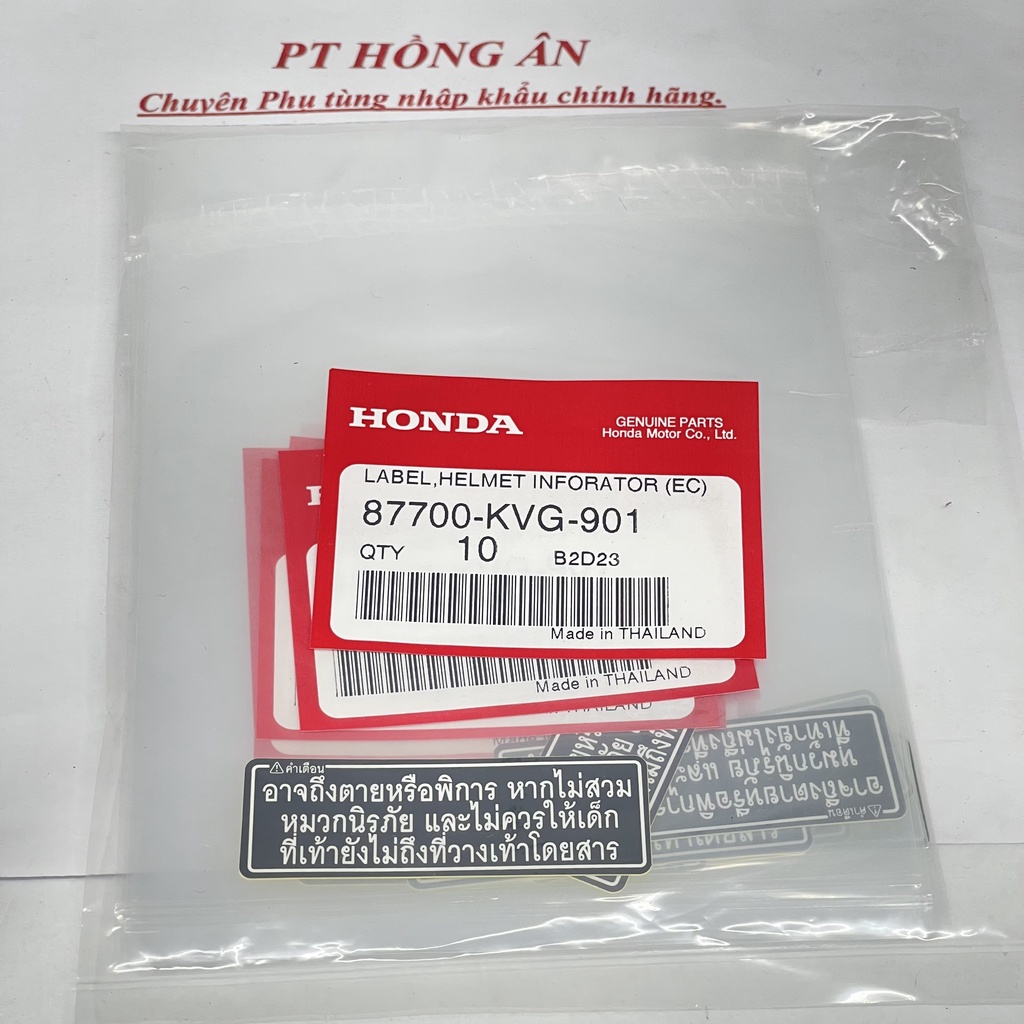 PT HỒNG ÂN
Chuyên Phụ tùng nhập khẩu chính hãng.
HONDA
GENUINE PARTS
Honda Motor Co., Ltd.
LABEL,HELMET INFORATOR (EC)
87700-KVG-901
QTY 10 B2D23
Made in THAILAND
Made in THAILAND
THAILAND
⚠คำเตือน
อาจถึงตายหรือพิการ หากไม่สวม
หมวกนิรภัย และไม่ควรให้เด็ก
ที่เท้ายังไม่ถึงที่วางเท้าโดยสาร